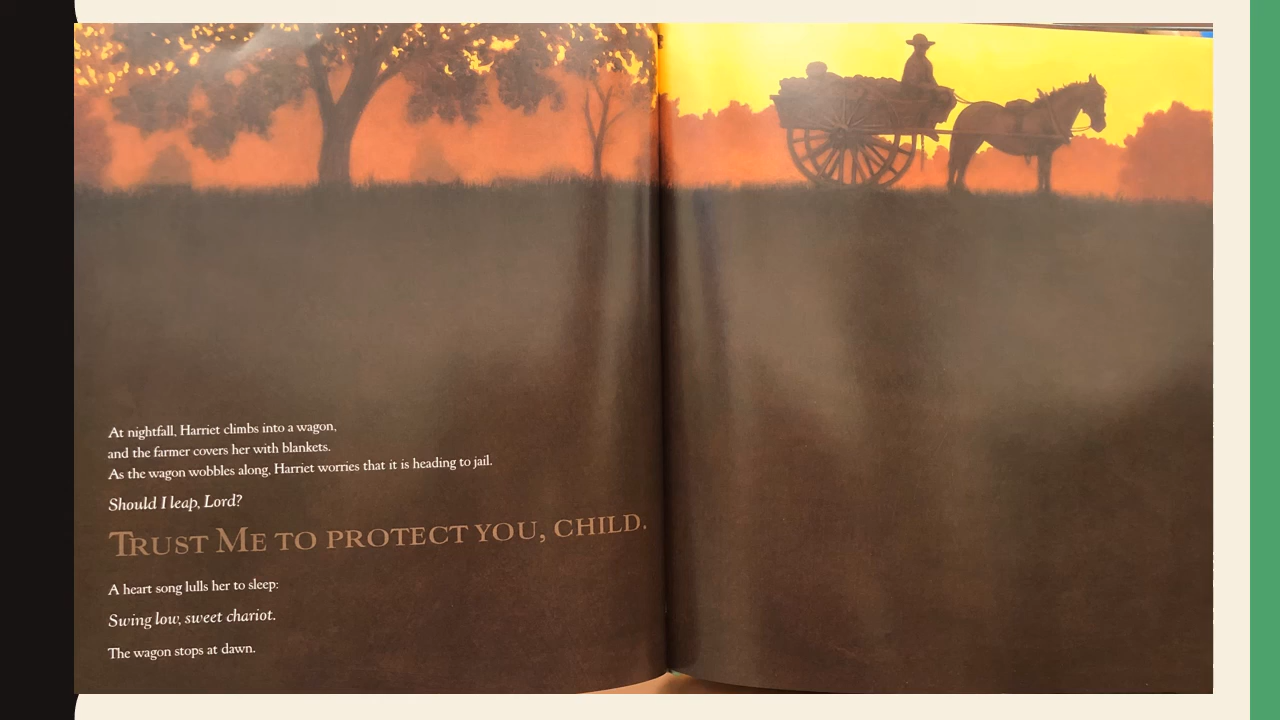 At nightfall, Harriet climbs into a wagon,
and the farmer covers her with blankets.
As the wagon wobbles along, Harriet worries that it is heading to jail.
Should I leap, Lord?
TRUST ME TO PROTECT YOU, CHILD.
A heart song lulls her to sleep:
Swing low, sweet chariot.
The wagon stops at dawn.